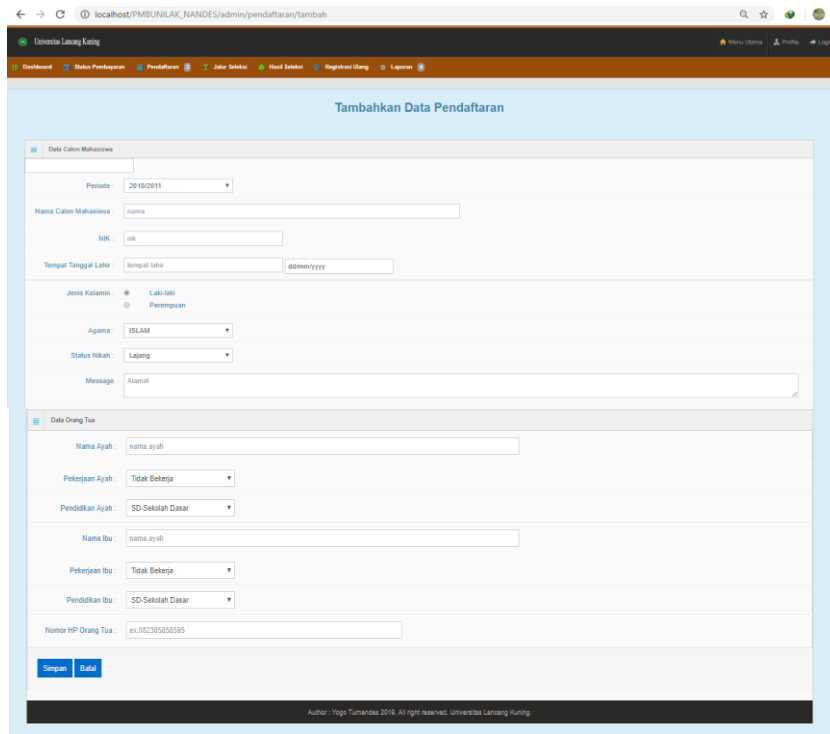 localhost/PMBUNILAK_NANDES/admin/pendaftaran/tambah
Universitas Lancang Kuning
Menu Utama Profile Logo
Dashboard Status Pembayaran Pendaftaran Jalur Seleksi Hasil Seleksi Registrasi Ulang Laporan
Tambahkan Data Pendaftaran
Data Calon Mahasiswa
Periode : 2010/2011
Nama Calon Mahasiswa : nama
NIK : nik
Tempat Tanggal Lahir : tempat lahir dd/mm/yyyy
Jenis Kelamin : Laki-laki
Perempuan
Agama : ISLAM
Status Nikah : Lajang
Message Alamat
Data Orang Tua
Nama Ayah : nama ayah
Pekerjaan Ayah : Tidak Bekerja
Pendidikan Ayah : SD-Sekolah Dasar
Nama Ibu : nama ayah
Pekerjaan Ibu : Tidak Bekerja
Pendidikan Ibu : SD-Sekolah Dasar
Nomor HP Orang Tua : ex,082385858595
Simpan Batal
Author : Yogo Turnandes 2019. All right reserved. Universitas Lancang Kuning.